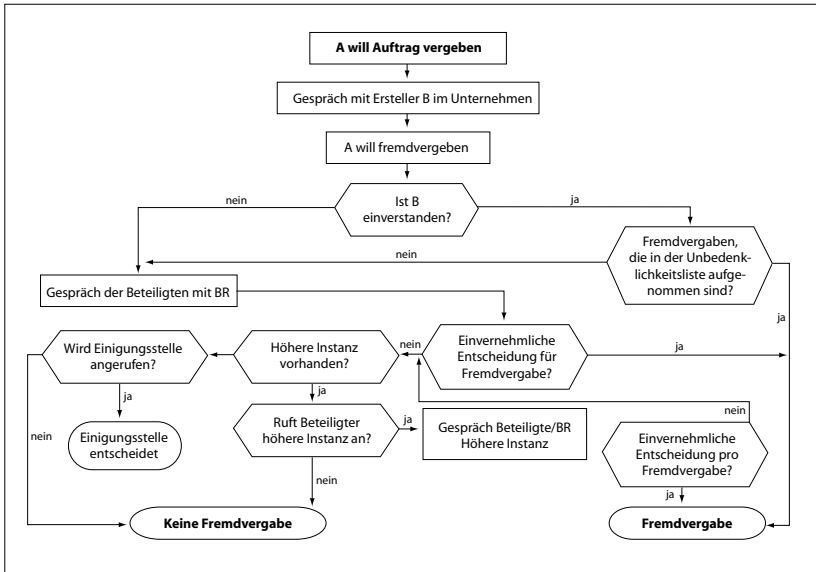 A will Auftrag vergeben
Gespräch mit Ersteller B im Unternehmen
A will fremdvergeben
Ist B
einverstanden?
nein
ja
Fremdvergaben,
die in der Unbedenk-
lichkeitsliste aufge-
nommen sind?
nein
ja
Gespräch der Beteiligten mit BR
Einvernehmliche
Entscheidung für
Fremdvergabe?
nein
ja
Höhere Instanz
vorhanden?
ja
Wird Einigungsstelle
angerufen?
ja
nein
Einigungsstelle
entscheidet
Ruft Beteiligter
höhere Instanz an?
ja
nein
Gespräch Beteiligte/BR
Höhere Instanz
nein
Einvernehmliche
Entscheidung pro
Fremdvergabe?
ja
Keine Fremdvergabe
Fremdvergabe